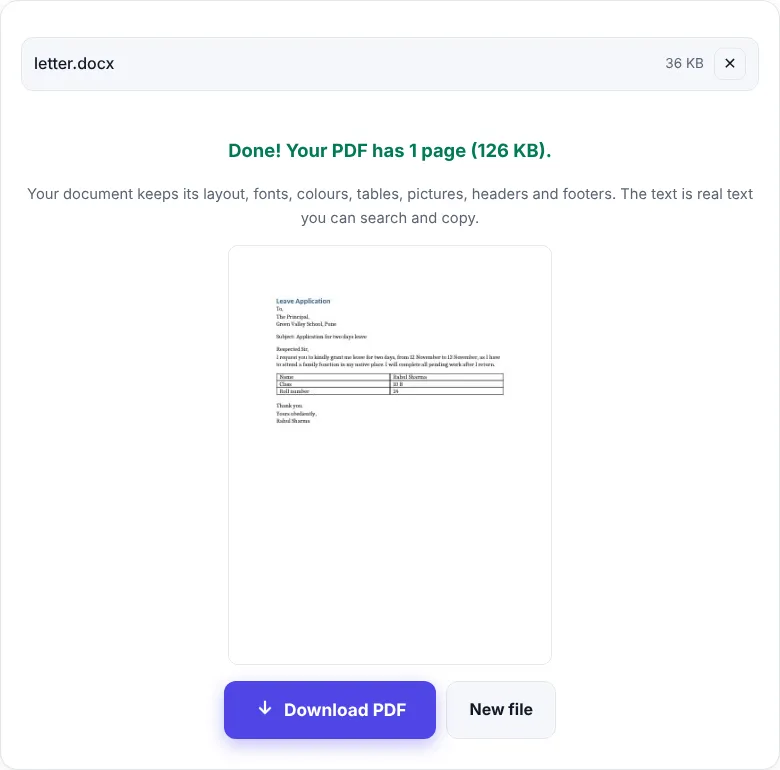 letter.docx
36 KB ✕
Done! Your PDF has 1 page (126 KB).
Your document keeps its layout, fonts, colours, tables, pictures, headers and footers. The text is real text
you can search and copy.
Leave Application
To,
The Principal,
Green Valley School, Pune
Subject: Application for two days leave
Respected Sir,
I request you to kindly grant me leave for two days, from 12 November to 13 November, as I have
to attend a family function in my native place. I will complete all pending work after I return.
Name Rahul Sharma
Class 10 B
Roll number 24
Thank you.
Yours obediently,
Rahul Sharma
↓ Download PDF
New file